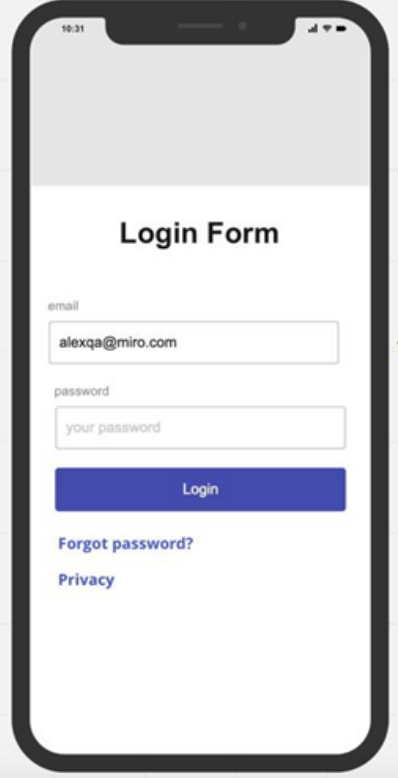 10:31
Login Form
email
alexqa@miro.com
password
your password
Login
Forgot password?
Privacy